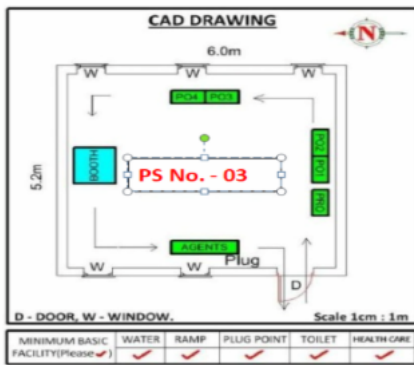 CAD DRAWING
N
6.0m
W W W
PO4 PO3
5.2m
BOOTH
PS No. - 03
PO2
PO1
PRO
AGENTS
Plug
W W
D
D - DOOR, W - WINDOW. Scale 1cm : 1m
MINIMUM BASIC FACILITY(Please✓) WATER RAMP PLUG POINT TOILET HEALTH CARE
✓ ✓ ✓ ✓ ✓